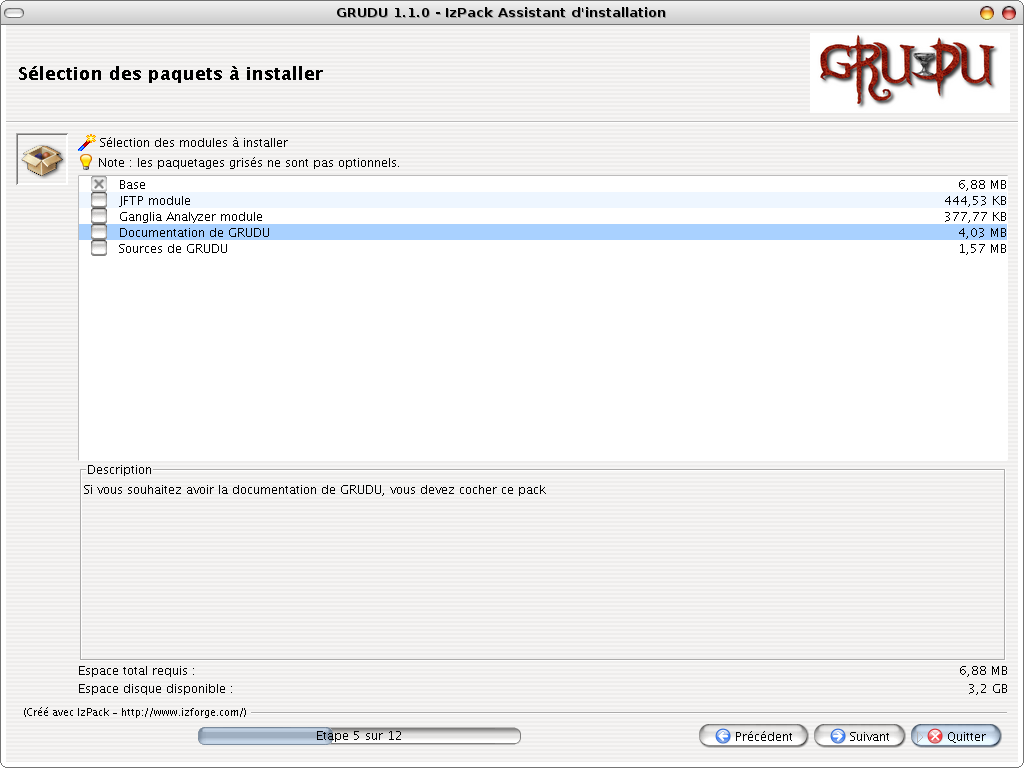 GRUDU 1.1.0 - IzPack Assistant d'installation
Sélection des paquets à installer
GRUDU
Sélection des modules à installer
Note : les paquetages grisés ne sont pas optionnels.
Base 6,88 MB
JFTP module 444,53 KB
Ganglia Analyzer module 377,77 KB
Documentation de GRUDU 4,03 MB
Sources de GRUDU 1,57 MB
Description
Si vous souhaitez avoir la documentation de GRUDU, vous devez cocher ce pack
Espace total requis : 6,88 MB
Espace disque disponible : 3,2 GB
(Créé avec IzPack - http://www.izforge.com/)
Etape 5 sur 12 Précédent Suivant Quitter